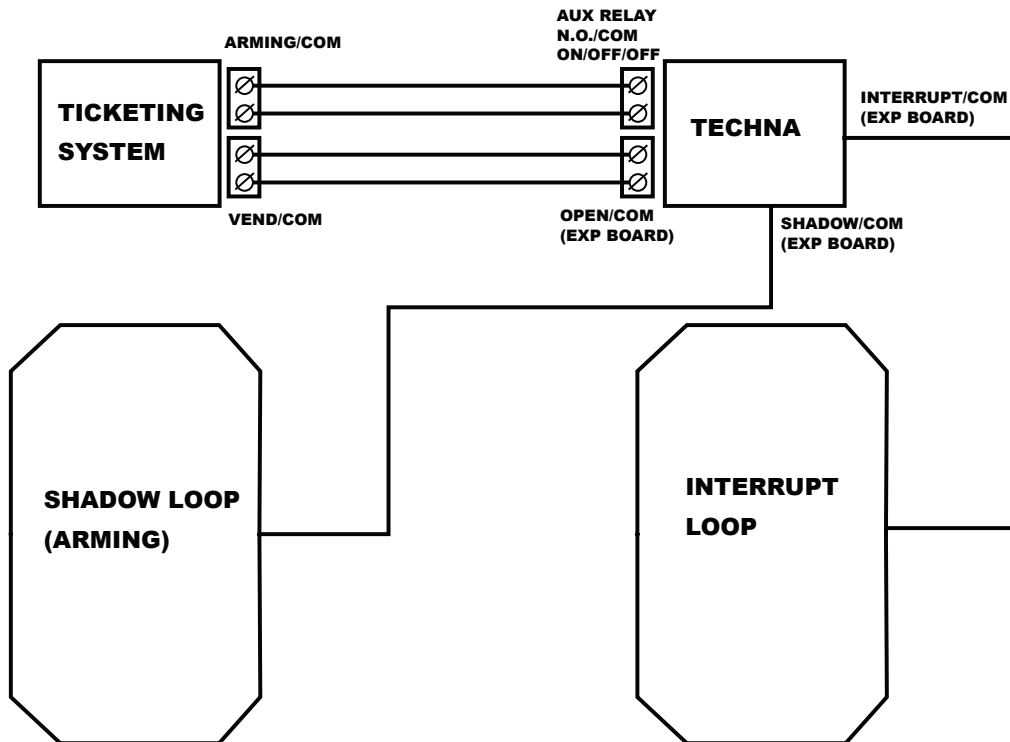 ARMING/COM
AUX RELAY
N.O./COM
ON/OFF/OFF
TICKETING
SYSTEM
TECHNA
INTERRUPT/COM
(EXP BOARD)
VEND/COM
OPEN/COM
(EXP BOARD)
SHADOW/COM
(EXP BOARD)
SHADOW LOOP
(ARMING)
INTERRUPT
LOOP